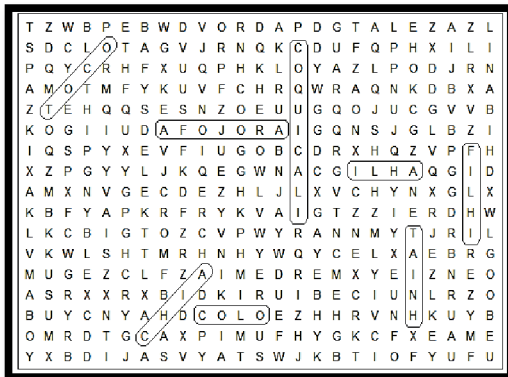 T Z W B P E B W D V O R D A P D G T A L E Z A Z L
S D C L O T A G V J R N Q K C D U F Q P H X I L I
P Q Y C R H F X U Q P H K L O Y A Z L P O D J R N
A M O T M F Y K U V F C H R Q W R A Q N K D B X A
Z T E H Q Q S E S N Z O E U U G Q O J U C G V V B
K O G I I U D A F O J O R A I G Q N S J G L B Z I
I Q S P Y X E V F I U G O B C D R X H Q Z V P F H
X Z P G Y Y L J K Q E G W N A C G I L H A Q G I D
A M X N V G E C D E Z H L J L X V C H Y N X G L X
K B F Y A P K R F R Y K V A I G T Z Z I E R D H W
L K C B I G T O Z C V P W Y R A N N M Y T J R I L
V K W L S H T M R H N H Y W Q Y C E L X A E B R G
M U G E Z C L F Z A I M E D R E M X Y E I Z N E O
A S R X X R X B I D K I R U I B E C I U N L R Z O
B U Y C N Y A H D C O L O E Z H H R V N H K U Y B
O M R D T G C A X P I M U F H Y G K C F X E A M E
Y X B D I J A S V Y A T S W J K B T I O F Y U F U